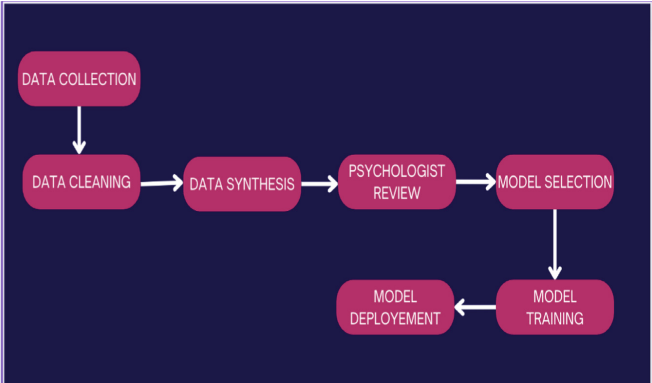 DATA COLLECTION
DATA CLEANING
DATA SYNTHESIS
PSYCHOLOGIST
REVIEW
MODEL SELECTION
MODEL
TRAINING
MODEL
DEPLOYEMENT